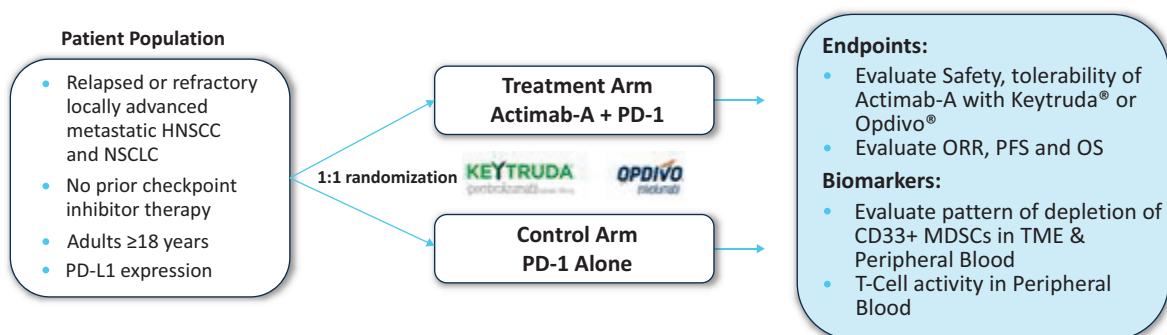 Patient Population
• Relapsed or refractory
locally advanced
metastatic HNSCC
and NSCLC
• No prior checkpoint
inhibitor therapy
• Adults ≥18 years
• PD-L1 expression
1:1 randomization
Treatment Arm
Actimab-A + PD-1
KEYTRUDA
OPDIVO
Control Arm
PD-1 Alone
Endpoints:
• Evaluate Safety, tolerability of
Actimab-A with Keytruda® or
Opdivo®
• Evaluate ORR, PFS and OS
Biomarkers:
• Evaluate pattern of depletion of
CD33+ MDSCs in TME &
Peripheral Blood
• T-Cell activity in Peripheral
Blood